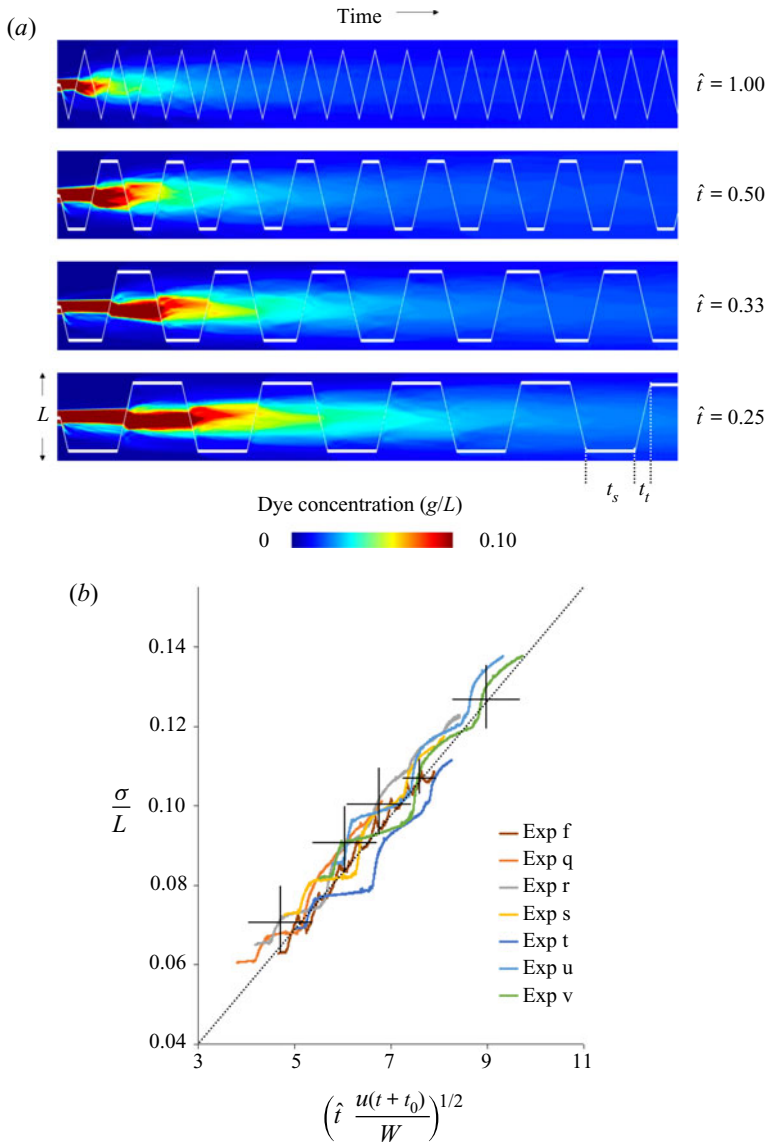 Time
(a)
t̂ = 1.00
t̂ = 0.50
t̂ = 0.33
L
t̂ = 0.25
t_s t_t
Dye concentration (g/L)
0 0.10
(b)
0.14
0.12
0.10
0.08
0.06
0.04
σ/L
Exp f
Exp q
Exp r
Exp s
Exp t
Exp u
Exp v
3 5 7 9 11
(t̂ u(t + t_0)/W)^{1/2}